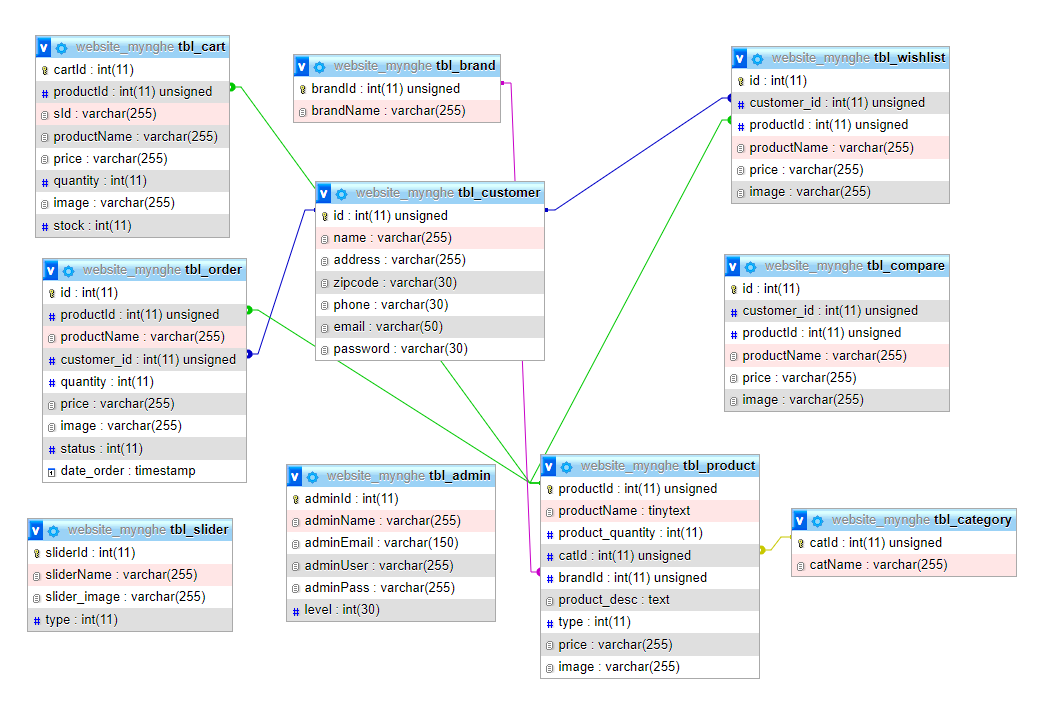 website_mynghe tbl_cart
cartId : int(11)
productId : int(11) unsigned
sId : varchar(255)
productName : varchar(255)
price : varchar(255)
quantity : int(11)
image : varchar(255)
stock : int(11)
website_mynghe tbl_brand
brandId : int(11) unsigned
brandName : varchar(255)
website_mynghe tbl_wishlist
id : int(11)
customer_id : int(11) unsigned
productId : int(11) unsigned
productName : varchar(255)
price : varchar(255)
image : varchar(255)
website_mynghe tbl_customer
id : int(11) unsigned
name : varchar(255)
address : varchar(255)
zipcode : varchar(30)
phone : varchar(30)
email : varchar(50)
password : varchar(30)
website_mynghe tbl_order
id : int(11)
productId : int(11) unsigned
productName : varchar(255)
customer_id : int(11) unsigned
quantity : int(11)
price : varchar(255)
image : varchar(255)
status : int(11)
date_order : timestamp
website_mynghe tbl_compare
id : int(11)
customer_id : int(11) unsigned
productId : int(11) unsigned
productName : varchar(255)
price : varchar(255)
image : varchar(255)
website_mynghe tbl_slider
sliderId : int(11)
sliderName : varchar(255)
slider_image : varchar(255)
type : int(11)
website_mynghe tbl_admin
adminId : int(11)
adminName : varchar(255)
adminEmail : varchar(150)
adminUser : varchar(255)
adminPass : varchar(255)
level : int(30)
website_mynghe tbl_product
productId : int(11) unsigned
productName : tinytext
product_quantity : int(11)
catId : int(11) unsigned
brandId : int(11) unsigned
product_desc : text
type : int(11)
price : varchar(255)
image : varchar(255)
website_mynghe tbl_category
catId : int(11) unsigned
catName : varchar(255)